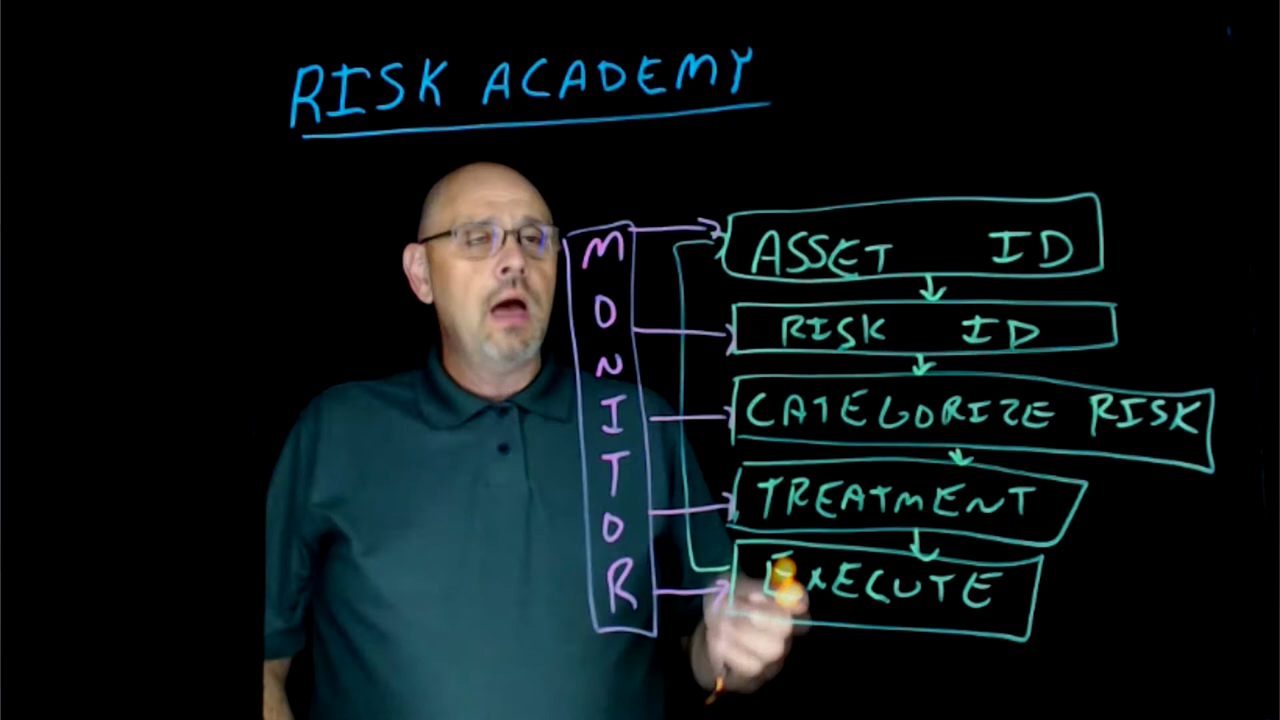 RISK ACADEMY
MONITOR
ASSET ID
RISK ID
CATEGORIZE RISK
TREATMENT
EXECUTE